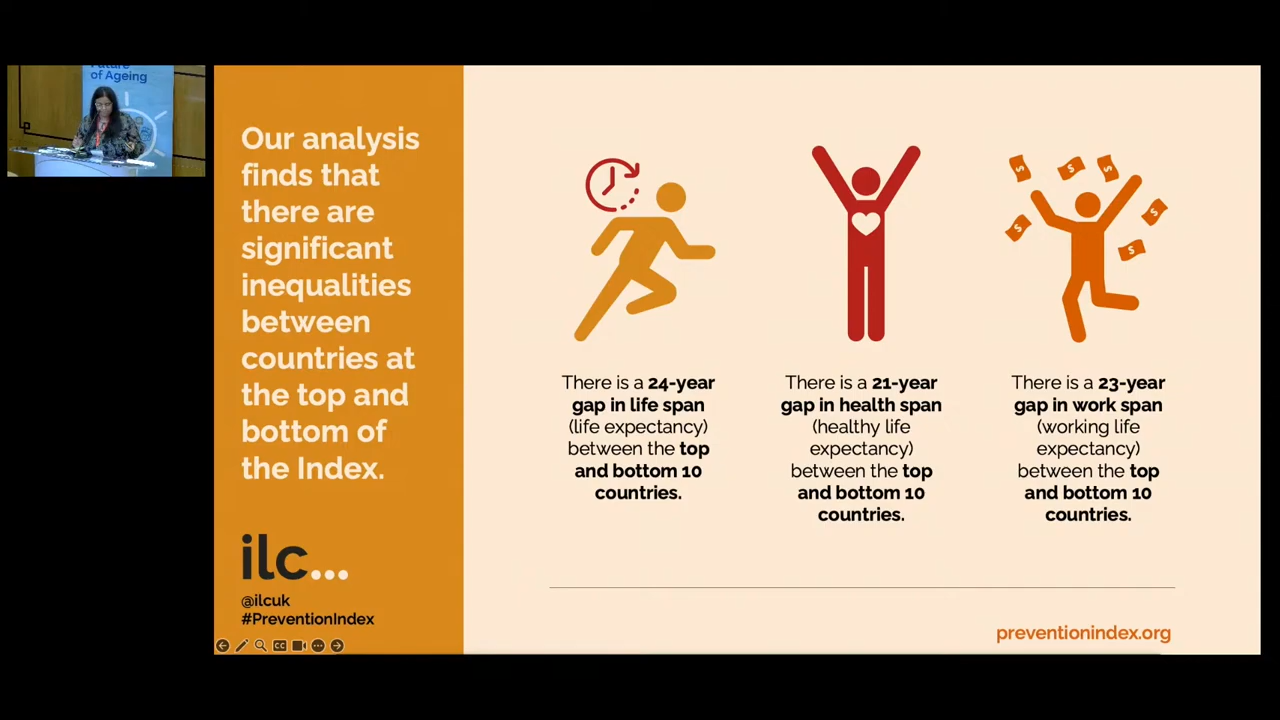 Future
of Ageing
Our analysis
finds that
there are
significant
inequalities
between
countries at
the top and
bottom of
the Index.
ilc...
@ilcuk
#PreventionIndex
There is a 24-year
gap in life span
(life expectancy)
between the top
and bottom 10
countries.
There is a 21-year
gap in health span
(healthy life
expectancy)
between the top
and bottom 10
countries.
There is a 23-year
gap in work span
(working life
expectancy)
between the top
and bottom 10
countries.
preventionindex.org